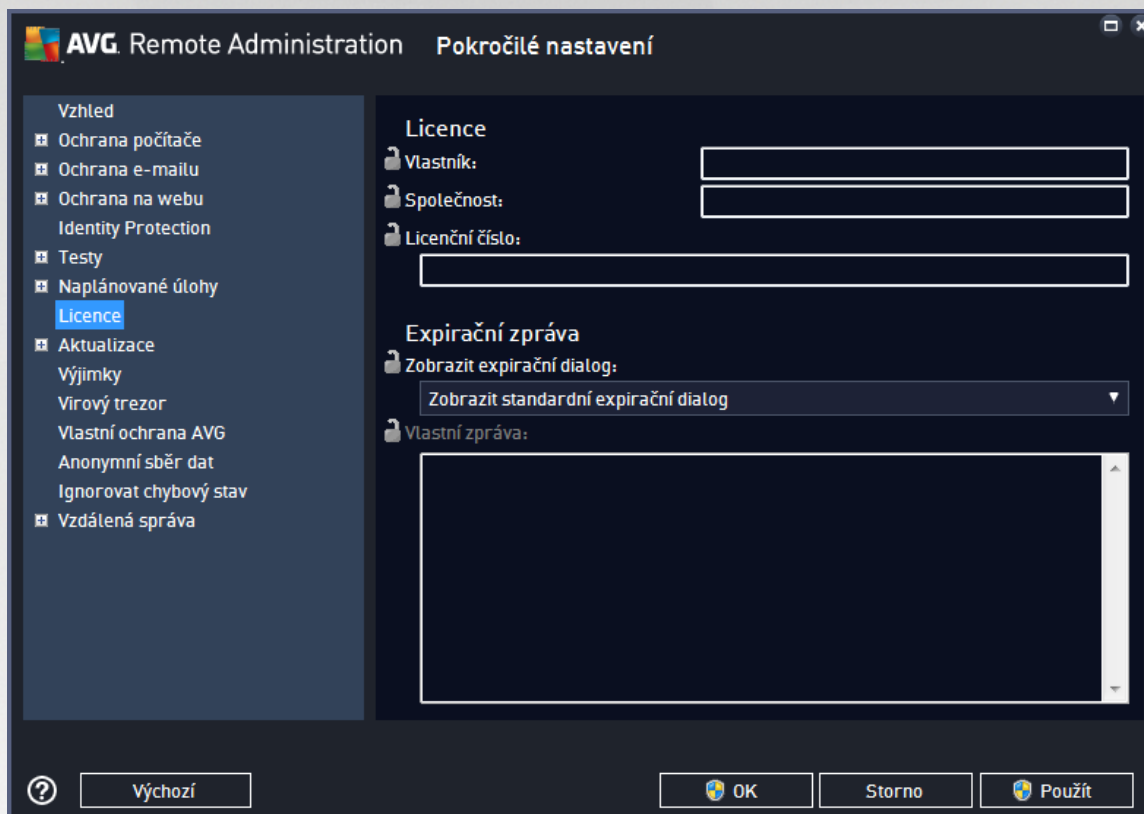 AVG. Remote Administration Pokročilé nastavení
Vzhled
Ochrana počítače
Ochrana e-mailu
Ochrana na webu
Identity Protection
Testy
Naplánované úlohy
Licence
Aktualizace
Výjimky
Virový trezor
Vlastní ochrana AVG
Anonymní sběr dat
Ignorovat chybový stav
Vzdálená správa
Licence
Vlastník:
Společnost:
Licenční číslo:
Expirační zpráva
Zobrazit expirační dialog:
Zobrazit standardní expirační dialog
Vlastní zpráva:
Výchozí
OK
Storno
Použít